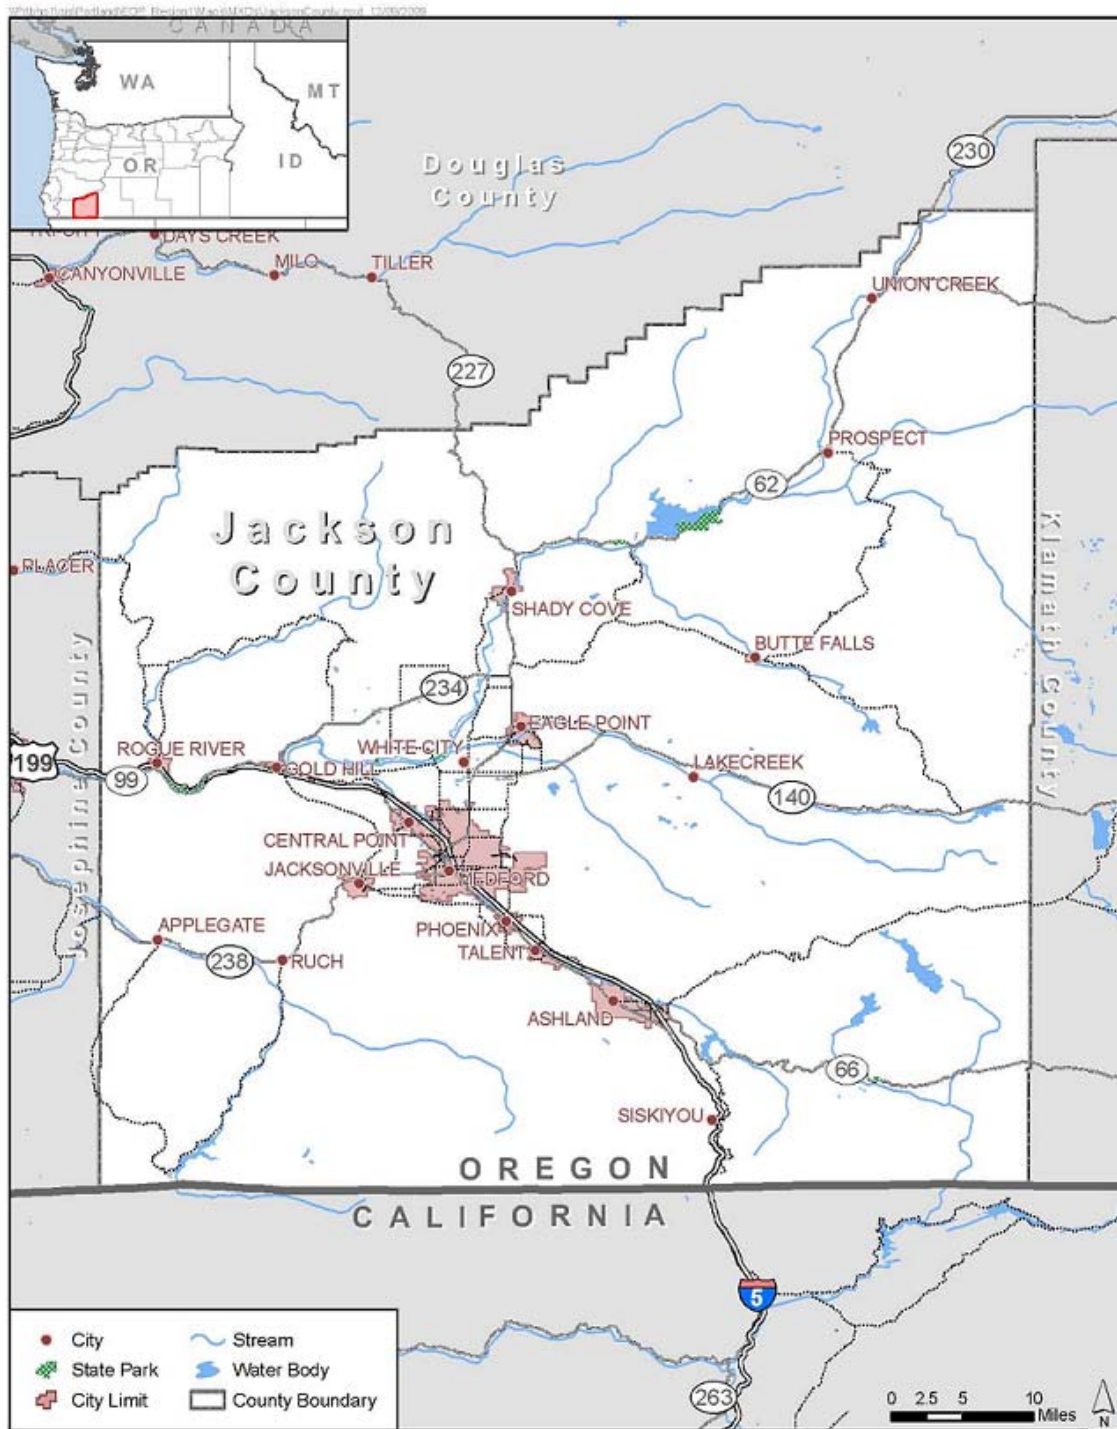 CANADA
WA
MT
OR
ID
Douglas
County
230
DAYS CREEK
MILO
TILLER
CANYONVILLE
UNION CREEK
227
PROSPECT
62
Jackson
County
PLACER
Klamath County
SHADY COVE
BUTTE FALLS
Josephine County
234
EAGLE POINT
ROGUE RIVER
WHITE CITY
199
99
GOLD HILL
LAKECREEK
140
CENTRAL POINT
JACKSONVILLE
MEDFORD
APPLEGATE
PHOENIX
TALENT
238
RUCH
ASHLAND
66
SISKIYOU
OREGON
CALIFORNIA
5
263
City
Stream
State Park
Water Body
City Limit
County Boundary
0 2.5 5 10
Miles
N